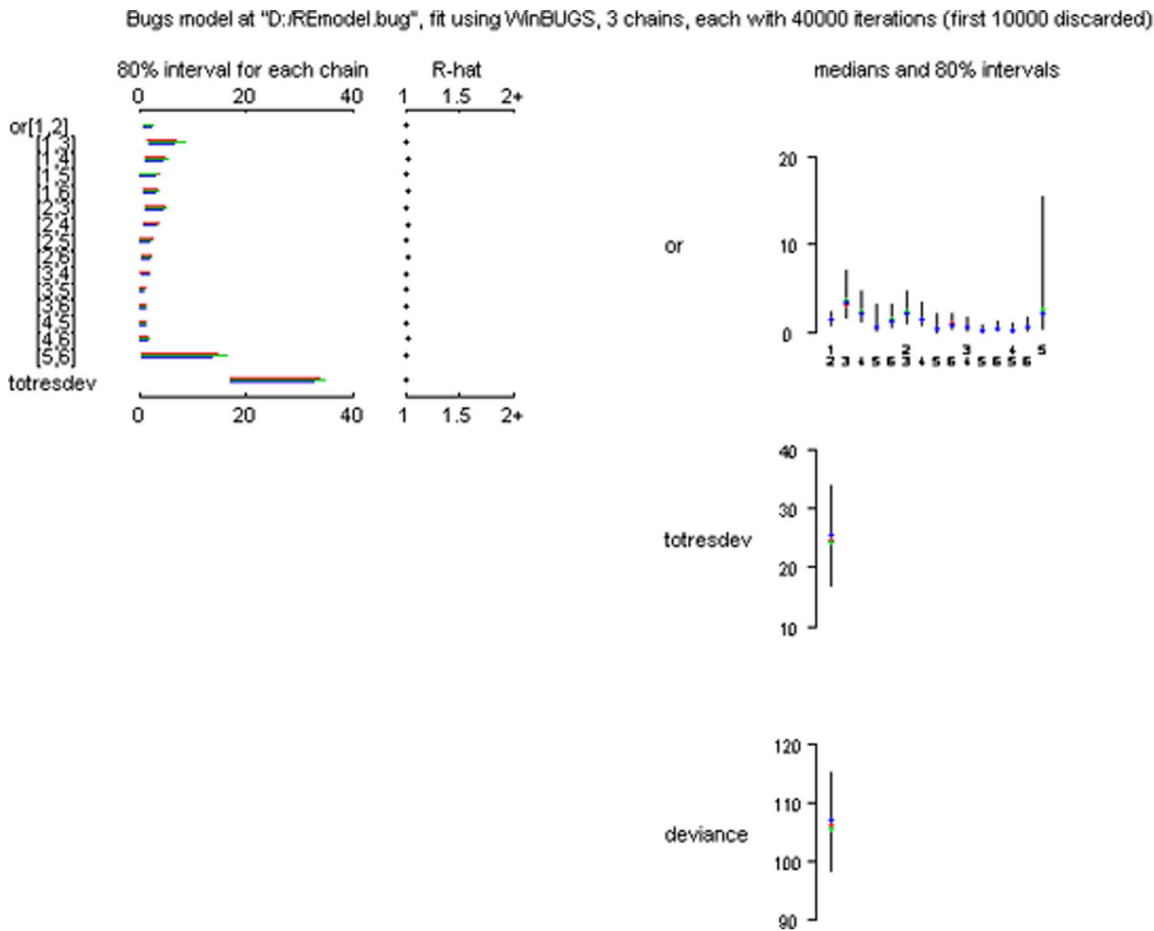 Bugs model at "D:/REmodel.bug", fit using WinBUGS, 3 chains, each with 40000 iterations (first 10000 discarded)
80% interval for each chain R-hat
0 20 40 1 1.5 2+
or[1,2]
[1,3]
[1,4]
[1,5]
[1,6]
[2,3]
[2,4]
[2,5]
[2,6]
[3,4]
[3,5]
[3,6]
[4,5]
[4,6]
[5,6]
totresdev
0 20 40 1 1.5 2+
medians and 80% intervals
or
20
10
0
1 2 3 4 5
2 3 4 5 6 3 4 5 6 4 5 6 5 6
totresdev
40
30
20
10
deviance
120
110
100
90